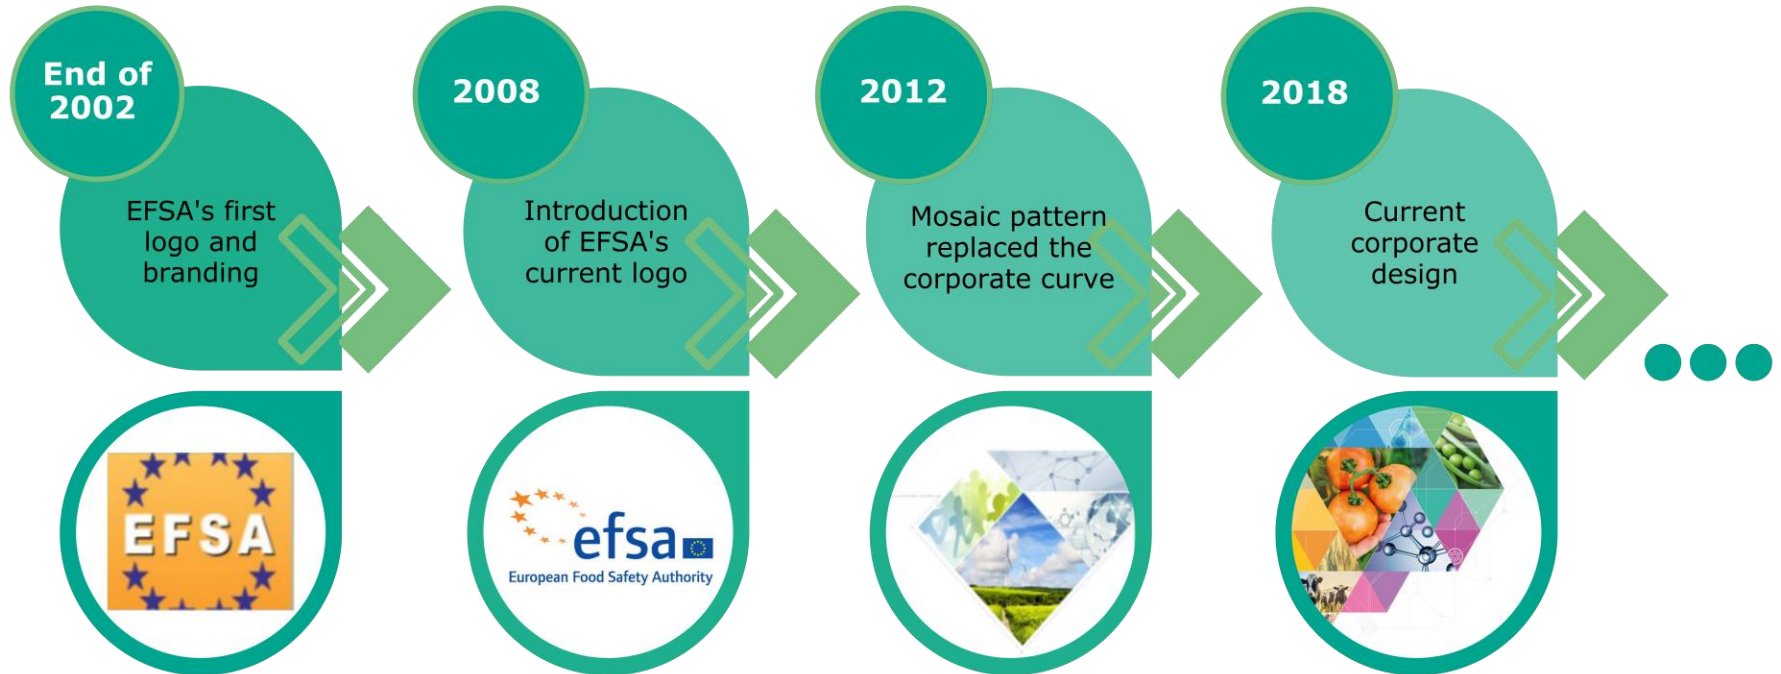 End of
2002
EFSA's first
logo and
branding
EFSA
2008
Introduction
of EFSA's
current logo
efsa
European Food Safety Authority
2012
Mosaic pattern
replaced the
corporate curve
2018
Current
corporate
design